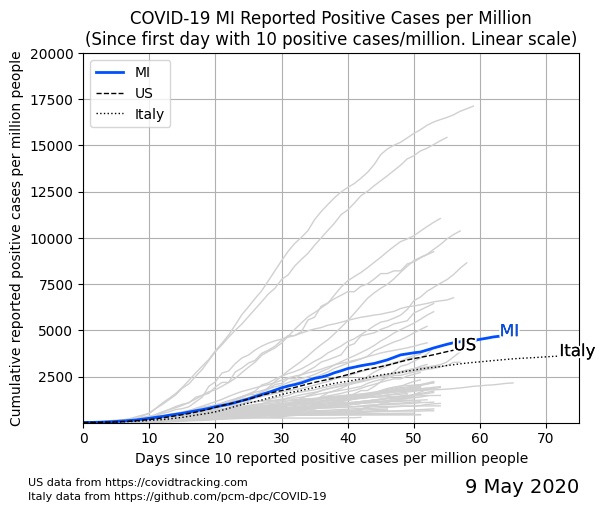 COVID-19 MI Reported Positive Cases per Million
(Since first day with 10 positive cases/million. Linear scale)
Cumulative reported positive cases per million people
20000
17500
15000
12500
10000
7500
5000
2500
MI
US
Italy
MI
US
Italy
0 10 20 30 40 50 60 70
Days since 10 reported positive cases per million people
US data from https://covidtracking.com
Italy data from https://github.com/pcm-dpc/COVID-19
9 May 2020